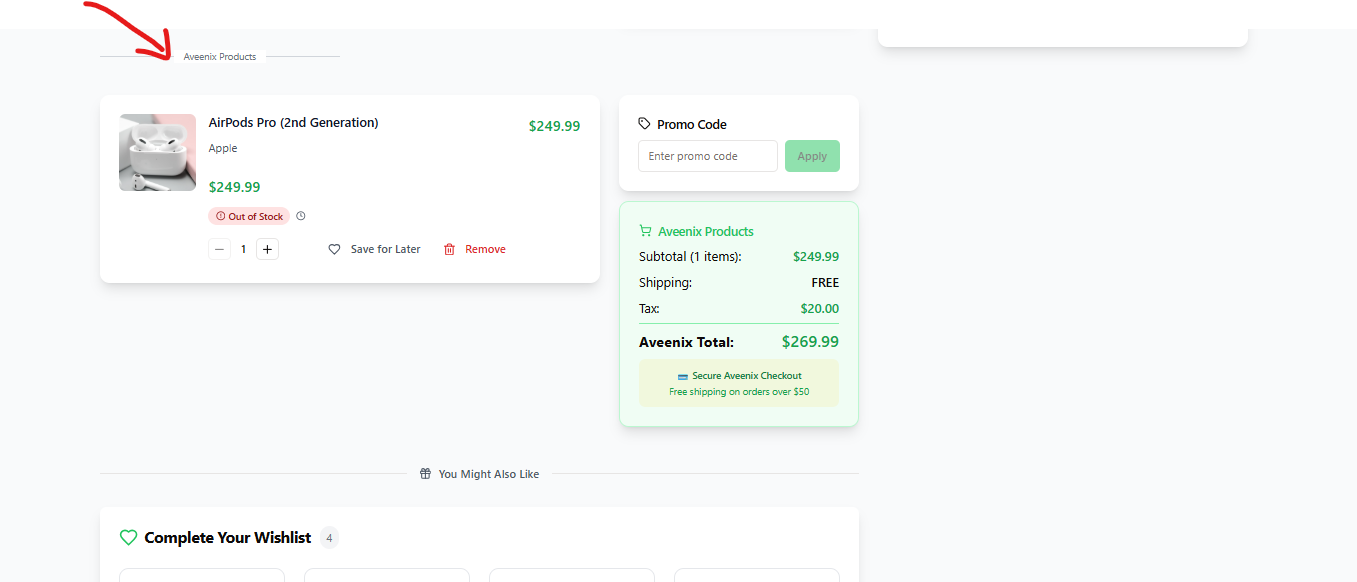 Aveenix Products
AirPods Pro (2nd Generation)
$249.99
Apple
$249.99
Out of Stock
1
Save for Later
Remove
Promo Code
Enter promo code
Apply
Aveenix Products
Subtotal (1 items):
$249.99
Shipping:
FREE
Tax:
$20.00
Aveenix Total:
$269.99
Secure Aveenix Checkout
Free shipping on orders over $50
You Might Also Like
Complete Your Wishlist
4